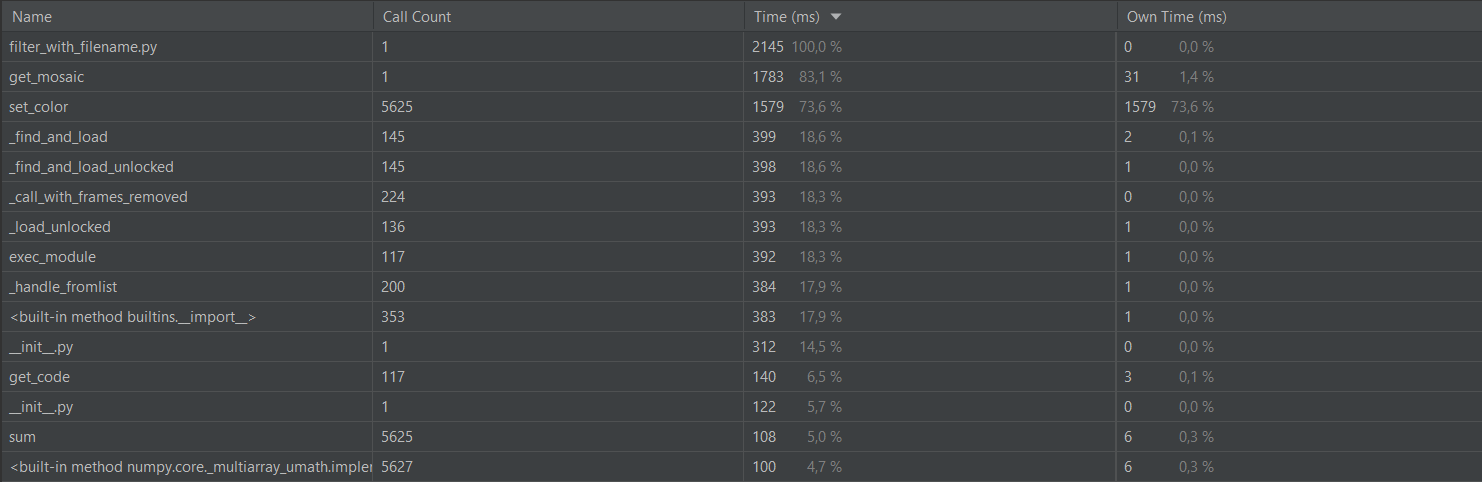 Name Call Count Time (ms) Own Time (ms)
filter_with_filename.py 1 2145 100,0 % 0 0,0 %
get_mosaic 1 1783 83,1 % 31 1,4 %
set_color 5625 1579 73,6 % 1579 73,6 %
_find_and_load 145 399 18,6 % 2 0,1 %
_find_and_load_unlocked 145 398 18,6 % 1 0,0 %
_call_with_frames_removed 224 393 18,3 % 0 0,0 %
_load_unlocked 136 393 18,3 % 1 0,0 %
exec_module 117 392 18,3 % 1 0,0 %
_handle_fromlist 200 384 17,9 % 1 0,0 %
<built-in method builtins.__import__> 353 383 17,9 % 1 0,0 %
__init__.py 1 312 14,5 % 0 0,0 %
get_code 117 140 6,5 % 3 0,1 %
__init__.py 1 122 5,7 % 0 0,0 %
sum 5625 108 5,0 % 6 0,3 %
<built-in method numpy.core._multiarray_umath.impler 5627 100 4,7 % 6 0,3 %